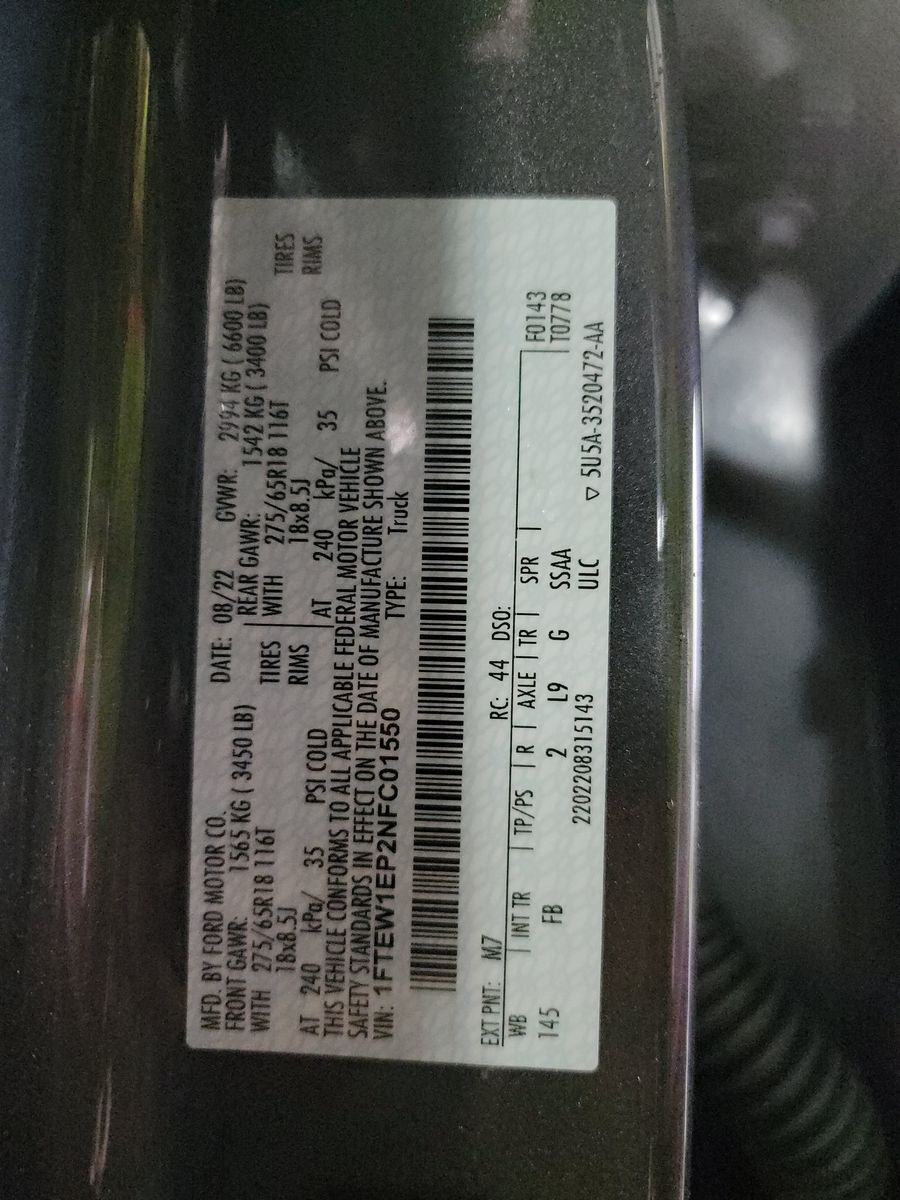 MFD. BY FORD MOTOR CO. DATE: 08/22 GVWR: 2994 KG ( 6600 LB)
FRONT GAWR: 1565 KG ( 3450 LB) REAR GAWR: 1542 KG ( 3400 LB)
WITH 275/65R18 116T TIRES WITH 275/65R18 116T TIRES
18x8.5J RIMS 18x8.5J RIMS
AT 240 kPa/ 35 PSI COLD AT 240 kPa/ 35 PSI COLD
THIS VEHICLE CONFORMS TO ALL APPLICABLE FEDERAL MOTOR VEHICLE
SAFETY STANDARDS IN EFFECT ON THE DATE OF MANUFACTURE SHOWN ABOVE.
VIN: 1FTEW1EP2NFC01550 TYPE: Truck
EXT PNT: M7 RC: 44 DSO:
WB | INT TR | TP/PS | R | AXLE | TR | SPR | F0143
145 FB 2 L9 G SSAA T0778
2202208315143 ULC ▽ 5U5A-3520472-AA